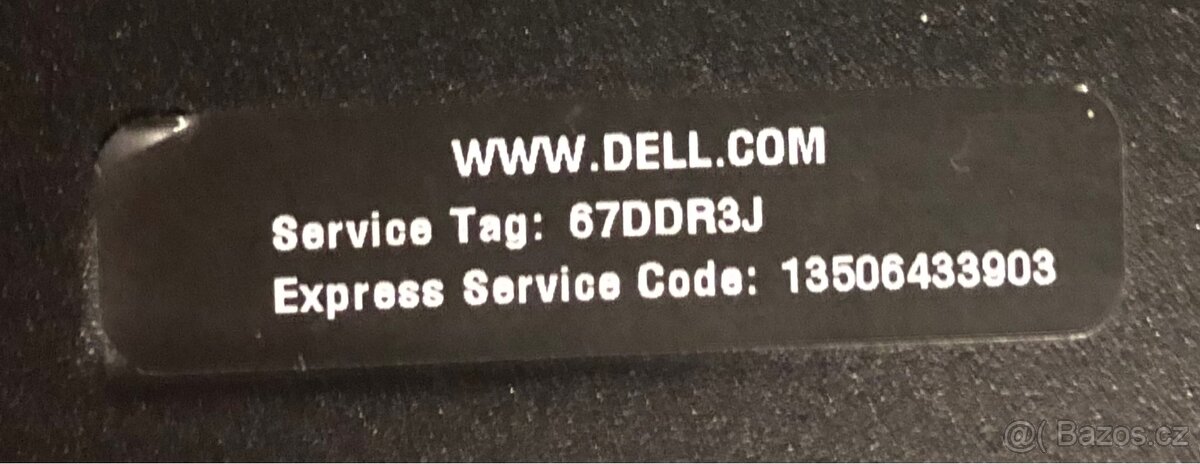 WWW.DELL.COM
Service Tag: 67DDR3J
Express Service Code: 13506433903
@( Bazos.cz